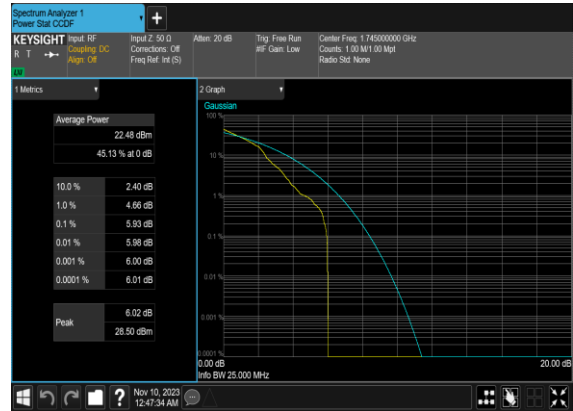 Spectrum Analyzer 1
Power Stat CCDF
KEYSIGHT
R T
LW
Input: RF
Coupling: DC
Align: Off
Input Z: 50 Ω
Corrections: Off
Freq Ref: Int (S)
Atten: 20 dB
Trig: Free Run
#IF Gain: Low
Center Freq: 1.745000000 GHz
Counts: 1.00 M/1.00 Mpt
Radio Std: None
1 Metrics
Average Power
22.48 dBm
45.13 % at 0 dB
10.0 % 2.40 dB
1.0 % 4.66 dB
0.1 % 5.93 dB
0.01 % 5.98 dB
0.001 % 6.00 dB
0.0001 % 6.01 dB
Peak
6.02 dB
28.50 dBm
2 Graph
Gaussian
100 %
10 %
1 %
0.1 %
0.01 %
0.001 %
0.0001 %
0.00 dB
20.00 dB
Info BW 25.000 MHz
Nov 10, 2023
12:47:34 AM